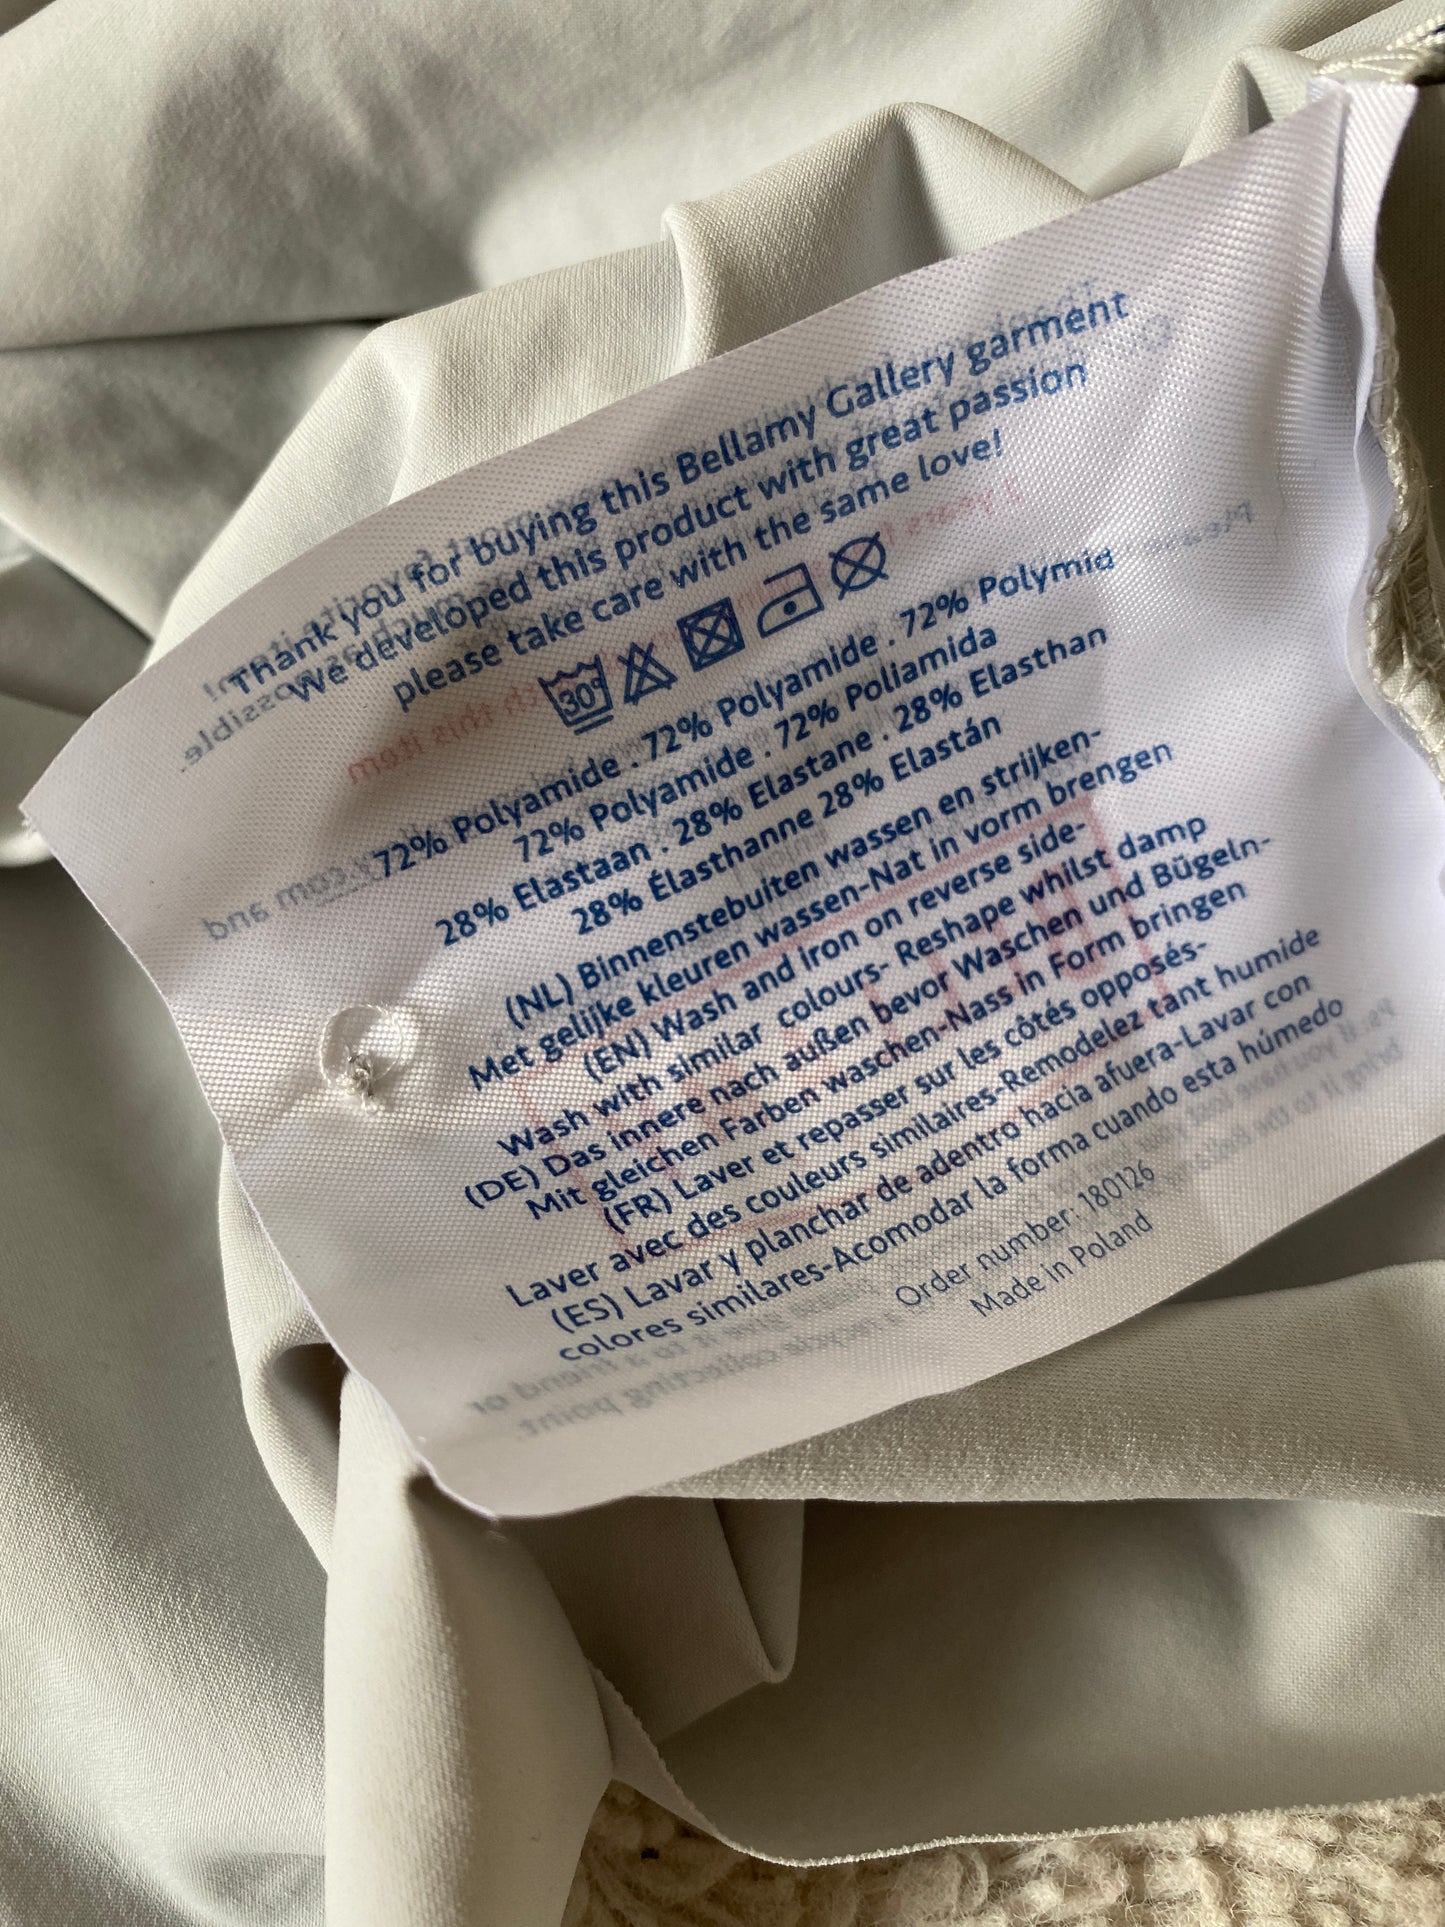 Thank you for buying this Bellamy Gallery garment
We developed this product with great passion
please take care with the same love!
30°
72% Polyamide . 72% Polyamide . 72% Polymid
72% Polyamide . 72% Poliamida
28% Elastaan . 28% Elastane . 28% Elasthan
28% Élasthanne 28% Elastán
(NL) Binnenstebuiten wassen en strijken-
Met gelijke kleuren wassen-Nat in vorm brengen
(EN) Wash and iron on reverse side-
Wash with similar colours- Reshape whilst damp
(DE) Das innere nach außen bevor Waschen und Bügeln-
Mit gleichen Farben waschen-Nass in Form bringen
(FR) Laver et repasser sur les côtés opposés-
Laver avec des couleurs similaires-Remodelez tant humide
(ES) Lavar y planchar de adentro hacia afuera-Lavar con
colores similares-Acomodar la forma cuando esta húmedo
Order number: 180126
Made in Poland